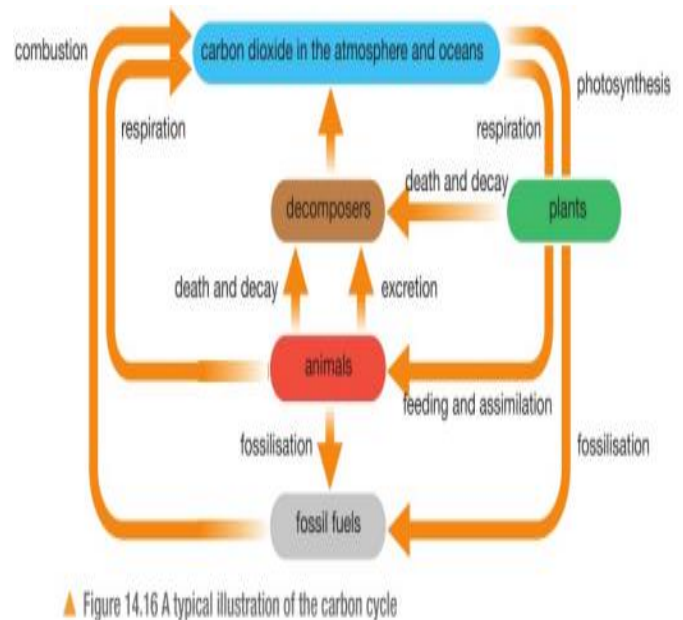 combustion
carbon dioxide in the atmosphere and oceans
photosynthesis
respiration
respiration
death and decay
decomposers
plants
death and decay
excretion
animals
feeding and assimilation
fossilisation
fossilisation
fossil fuels
▲ Figure 14.16 A typical illustration of the carbon cycle